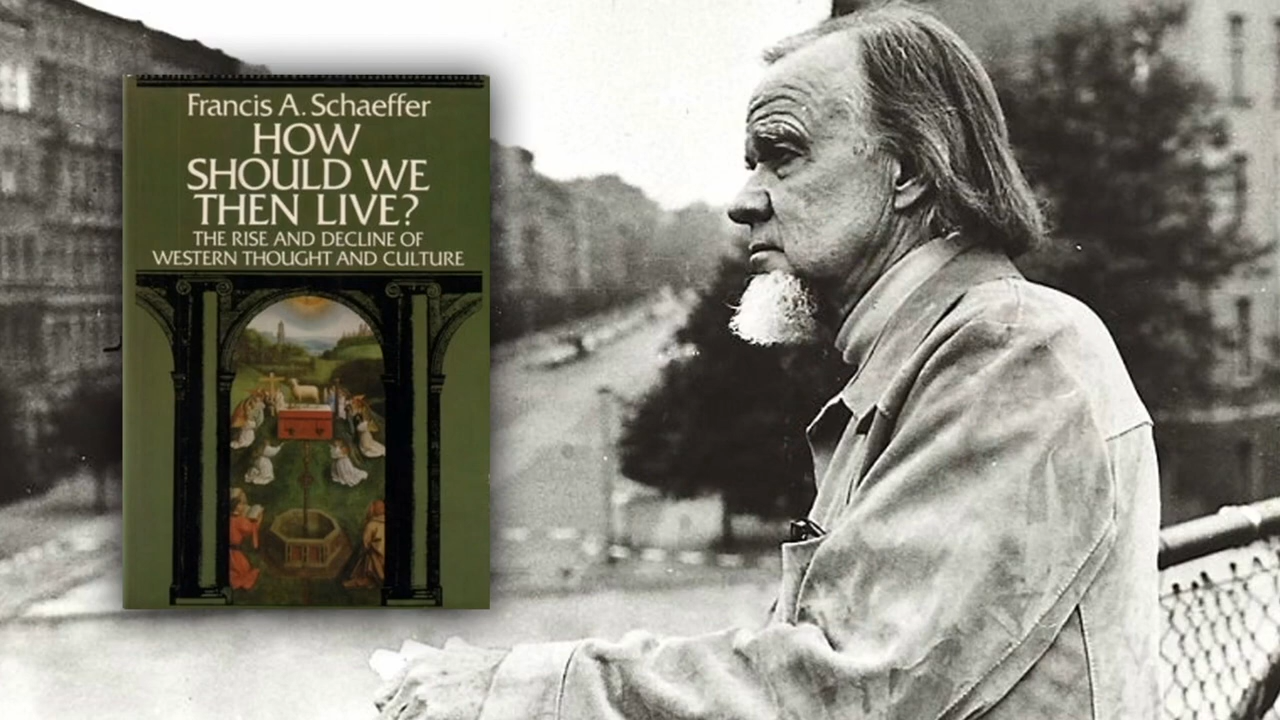 Francis A. Schaeffer
HOW
SHOULD WE
THEN LIVE?
THE RISE AND DECLINE OF
WESTERN THOUGHT AND CULTURE